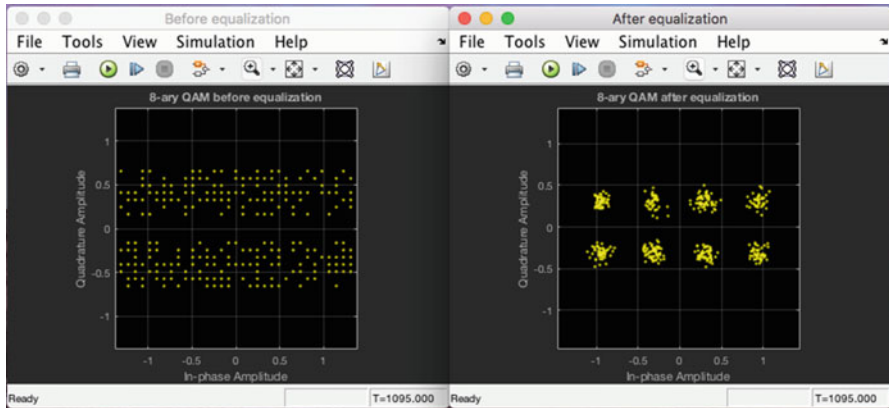 Before equalization
File Tools View Simulation Help
8-ary QAM before equalization
Quadrature Amplitude
1
0.5
0
-0.5
-1
-1 -0.5 0 0.5 1
In-phase Amplitude
Ready T=1095.000
After equalization
File Tools View Simulation Help
8-ary QAM after equalization
Quadrature Amplitude
1
0.5
0
-0.5
-1
-1 -0.5 0 0.5 1
In-phase Amplitude
Ready T=1095.000